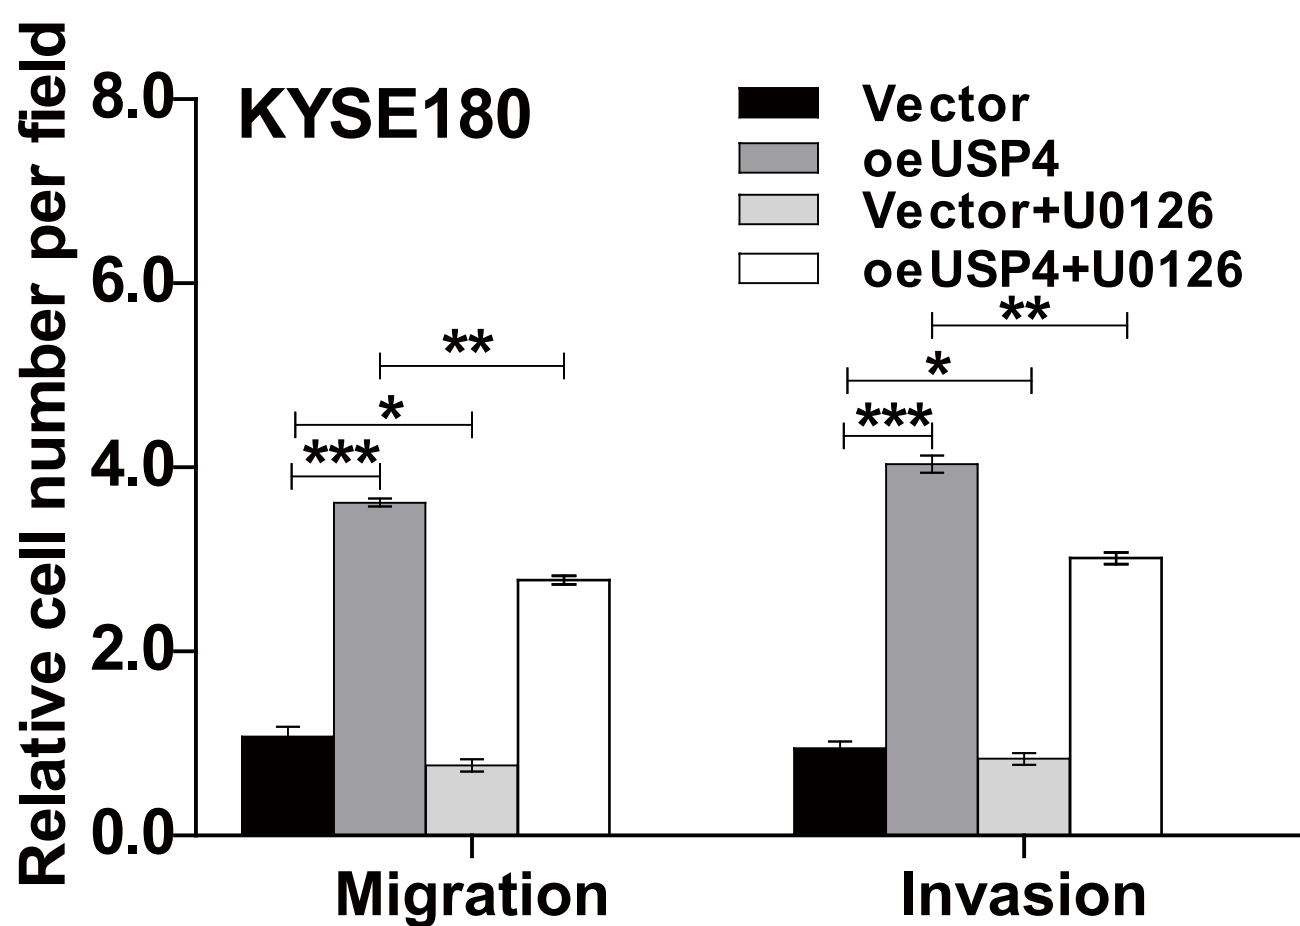 Relative cell number per field
8.0
6.0
4.0
2.0
0.0
KYSE180
Vector
oeUSP4
Vector+U0126
oeUSP4+U0126
**
*
***
**
*
***
Migration
Invasion